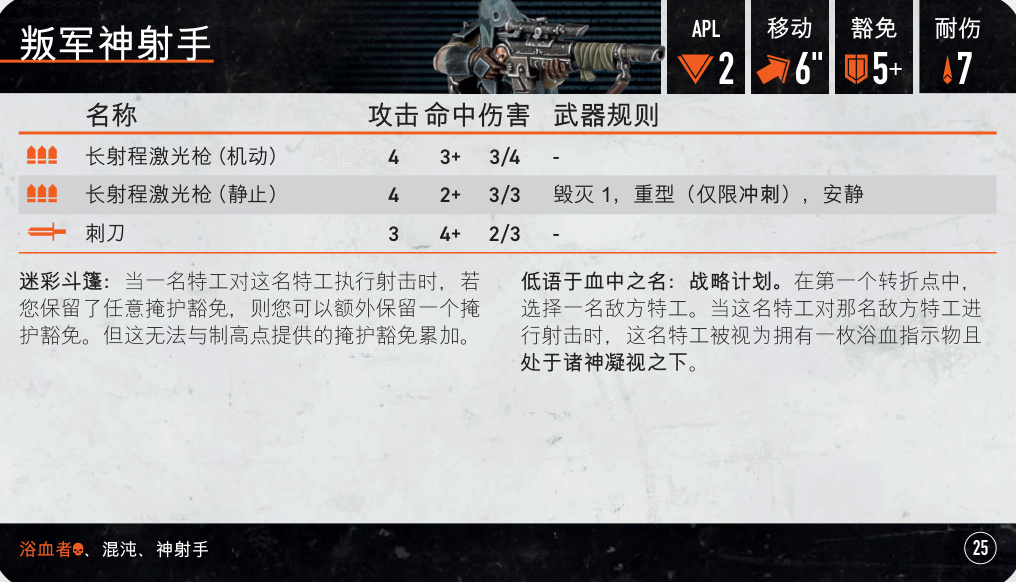 叛军神射手
APL 移动 豁免 耐伤
2 6" 5+ 7
名称 攻击 命中 伤害 武器规则
长射程激光枪（机动） 4 3+ 3/4 -
长射程激光枪（静止） 4 2+ 3/3 毁灭 1，重型（仅限冲刺），安静
刺刀 3 4+ 2/3 -
迷彩斗篷：当一名特工对这名特工执行射击时，若
您保留了任意掩护豁免，则您可以额外保留一个掩
护豁免。但这无法与制高点提供的掩护豁免累加。
低语于血中之名：战略计划。在第一个转折点中，
选择一名敌方特工。当这名特工对那名敌方特工进
行射击时，这名特工被视为拥有一枚浴血指示物且
处于诸神凝视之下。
浴血者、混沌、神射手
25